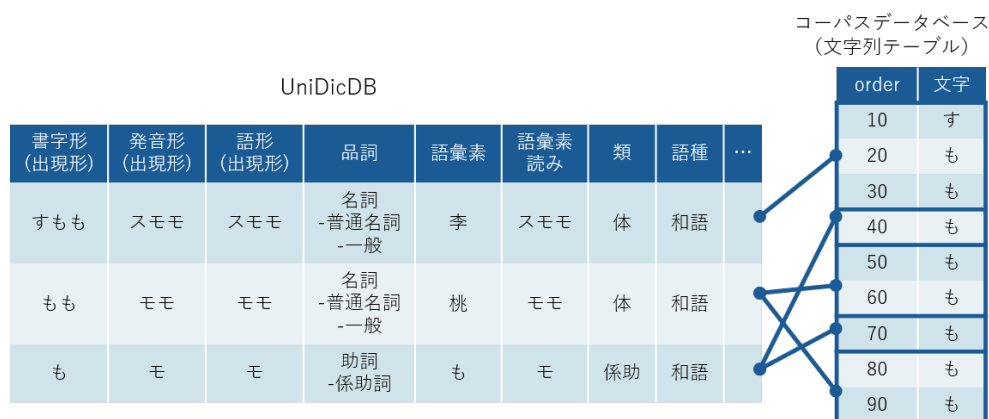 コーパスデータベース
（文字列テーブル）
UniDicDB
order 文字
10 す
20 も
30 も
40 も
50 も
60 も
70 も
80 も
90 も
書字形 発音形 語形 品詞 語彙素 語彙素 類 語種 …
(出現形) (出現形) (出現形) 読み
名詞
すもも スモモ スモモ -普通名詞 李 スモモ 体 和語
-一般
名詞
もも モモ モモ -普通名詞 桃 モモ 体 和語
-一般
助詞
も モ モ -係助詞 も モ 係助 和語